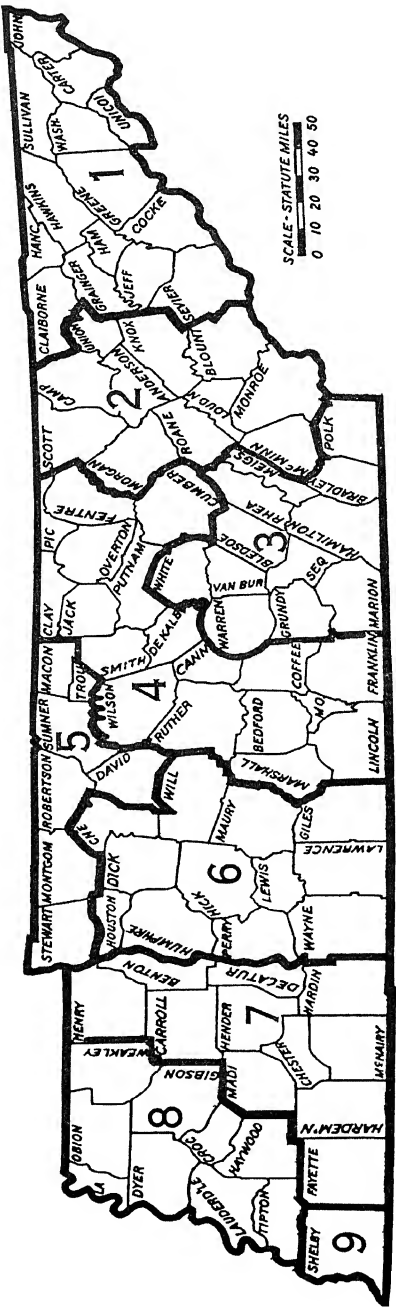 JOHN.
SULLIVAN
CARTER
WASH.
UNICOI
HANC.
HAWKINS
GREENE
1
HAM.
COCKE
CLAIBORNE
GRAINGER
JEFF.
SEVIER
UNION
KNOX
CAMP.
ANDERSON
2
BLOUNT
SCOTT
LOUD'N
MONROE
ROANE
MORGAN
McMINN
MEIGS
POLK
BRADLEY
FENTRE.
CUMBER.
PIC.
OVERTON
PUTNAM
WHITE
BLEDSOE
3
RHEA
HAMILTON
CLAY
JACK.
VAN BUR.
SEQ.
DE KALB
WARREN
GRUNDY
MARION
MACON
SMITH
TROU.
CANN.
COFFEE
FRANKLIN
SUMNER
WILSON
4
5
RUTHER.
BEDFORD
MO.
LINCOLN
ROBERTSON
DAVID.
MARSHALL
WILL.
CHE.
MAURY
GILES
MONTGOM.
DICK.
HICK.
6
LEWIS
LAWRENCE
STEWART
HOUSTON
HUMPHR.
PERRY
WAYNE
BENTON
DECATUR
HARDIN
HENRY
CARROLL
HENDER.
7
CHESTER
McNAIRY
WEAKLEY
GIBSON
MADI.
OBION
8
CROC.
HAYWOOD
HARDEM'N
LA.
DYER
LAUDERDLE
TIPTON
FAYETTE
SHELBY
9
SCALE - STATUTE MILES
0 10 20 30 40 50